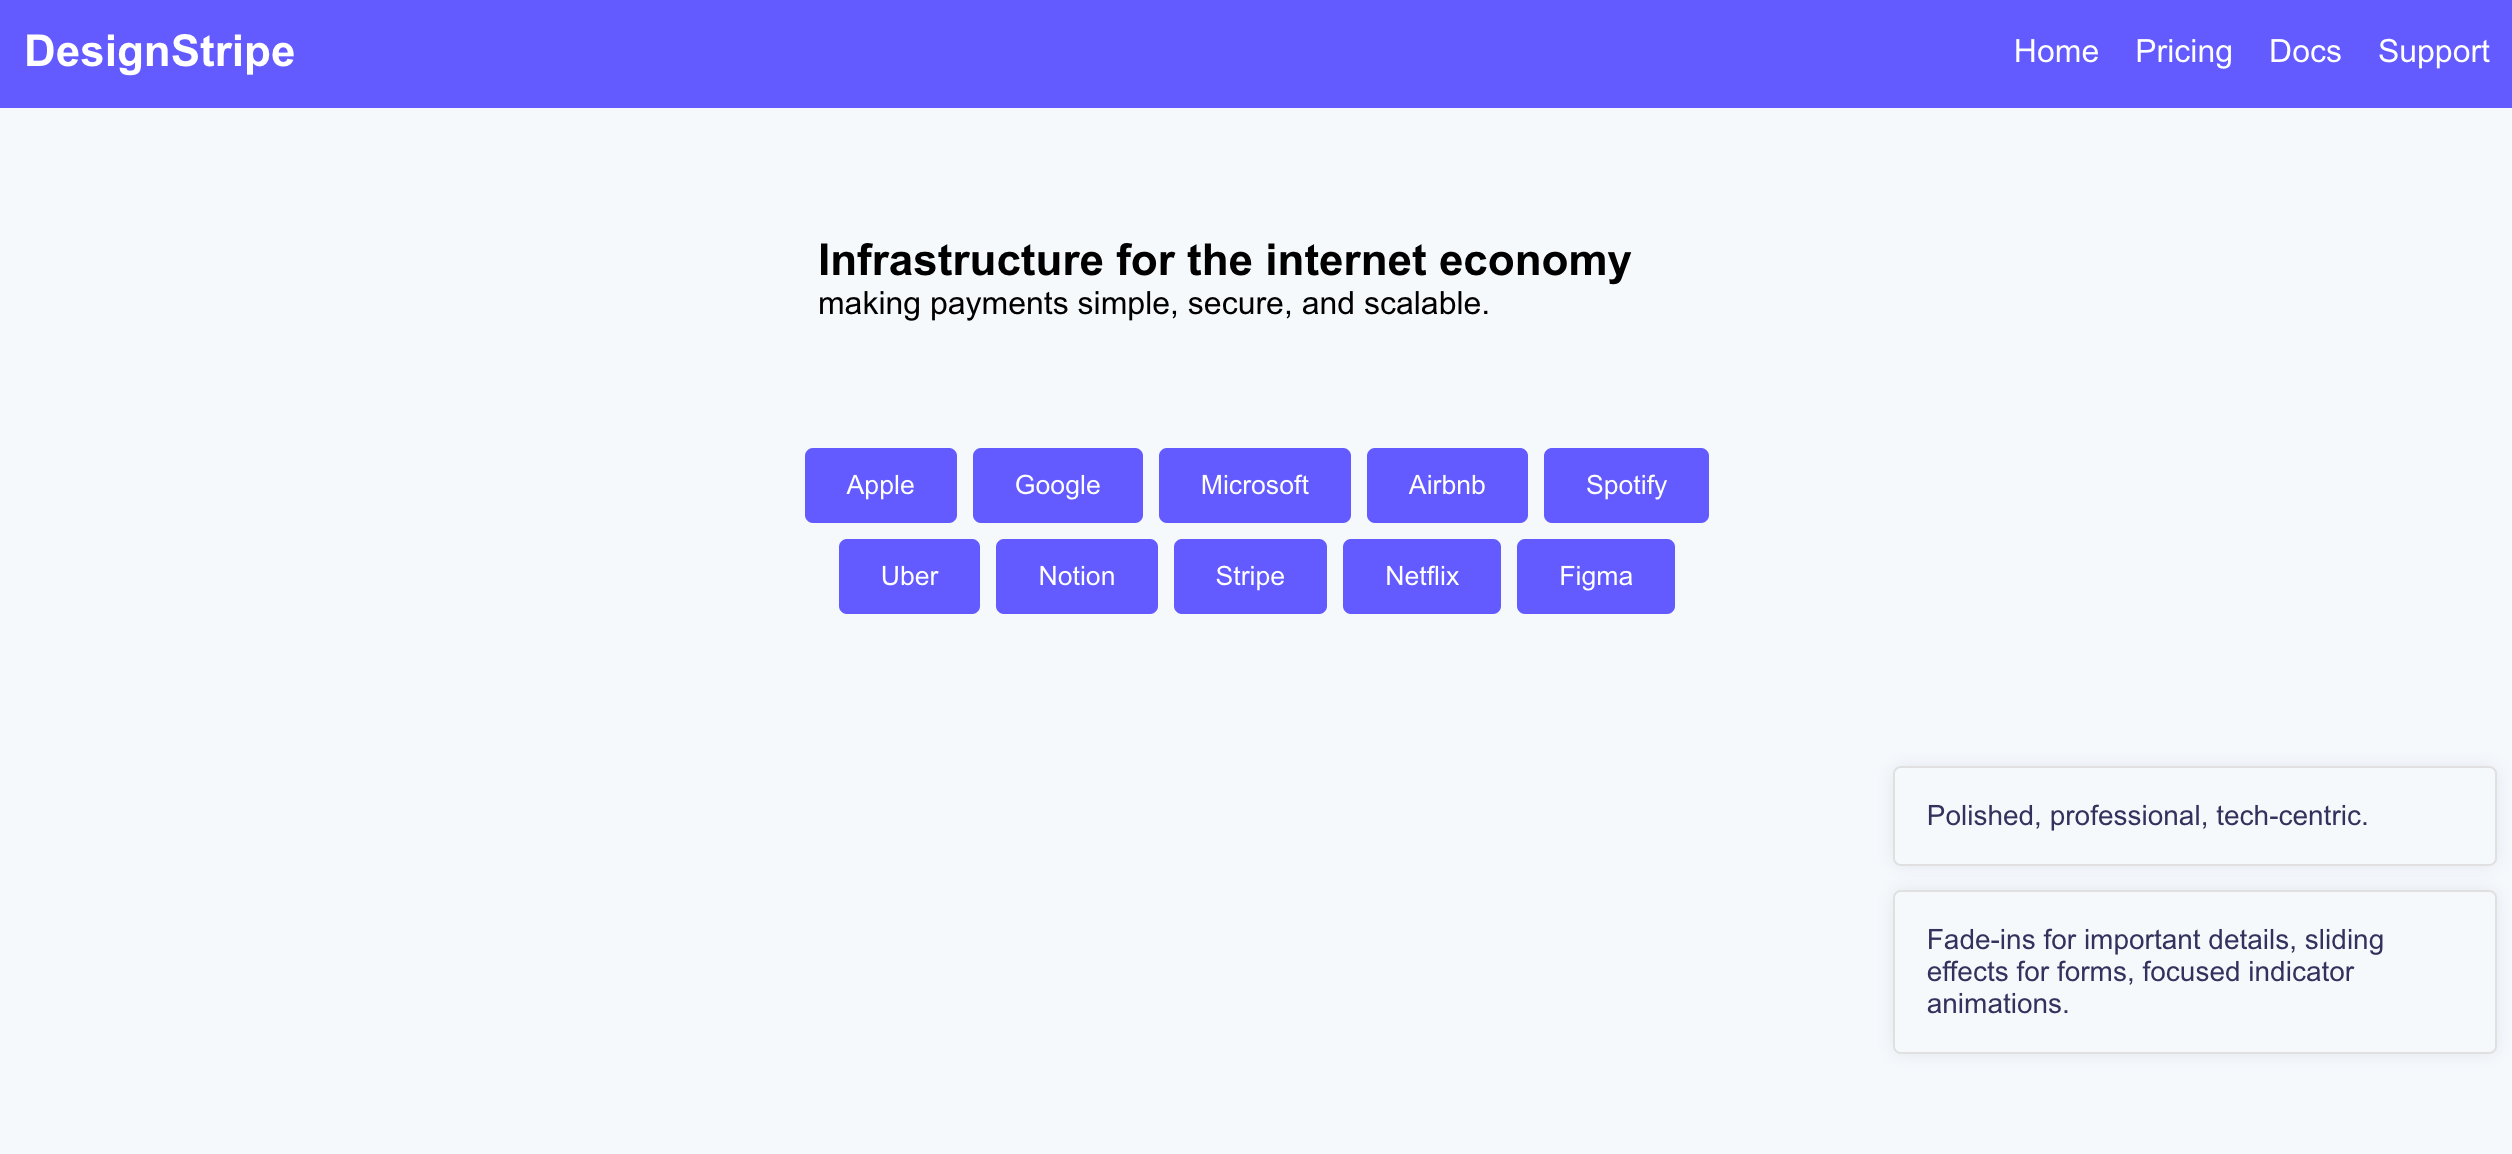 DesignStripe
Home Pricing Docs Support
Infrastructure for the internet economy
making payments simple, secure, and scalable.
Apple Google Microsoft Airbnb Spotify
Uber Notion Stripe Netflix Figma
Polished, professional, tech-centric.
Fade-ins for important details, sliding
effects for forms, focused indicator
animations.